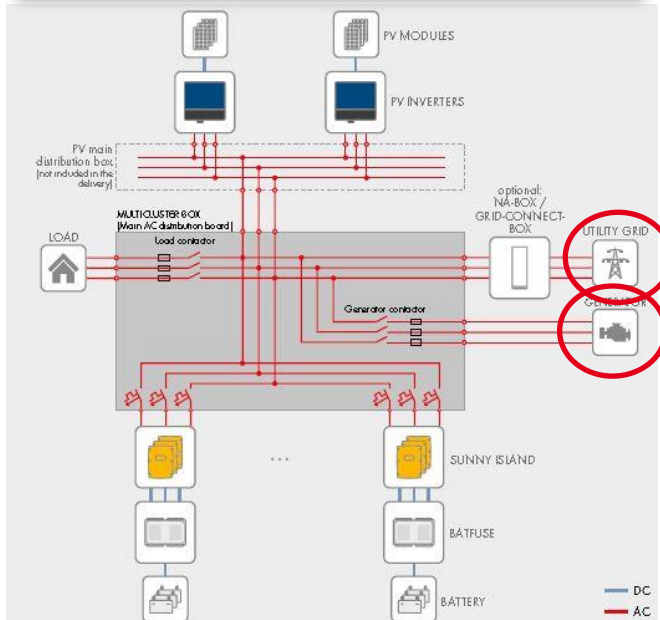 PV MODULES
PV INVERTERS
PV main
distribution box
(not included in the
delivery)
optional:
NA-BOX /
GRID-CONNECT-
BOX
MULTICLUSTER BOX
(Main AC distribution board)
LOAD
Load contactor
UTILITY GRID
GENERATOR
Generator contactor
...
SUNNY ISLAND
BATFUSE
BATTERY
DC
AC